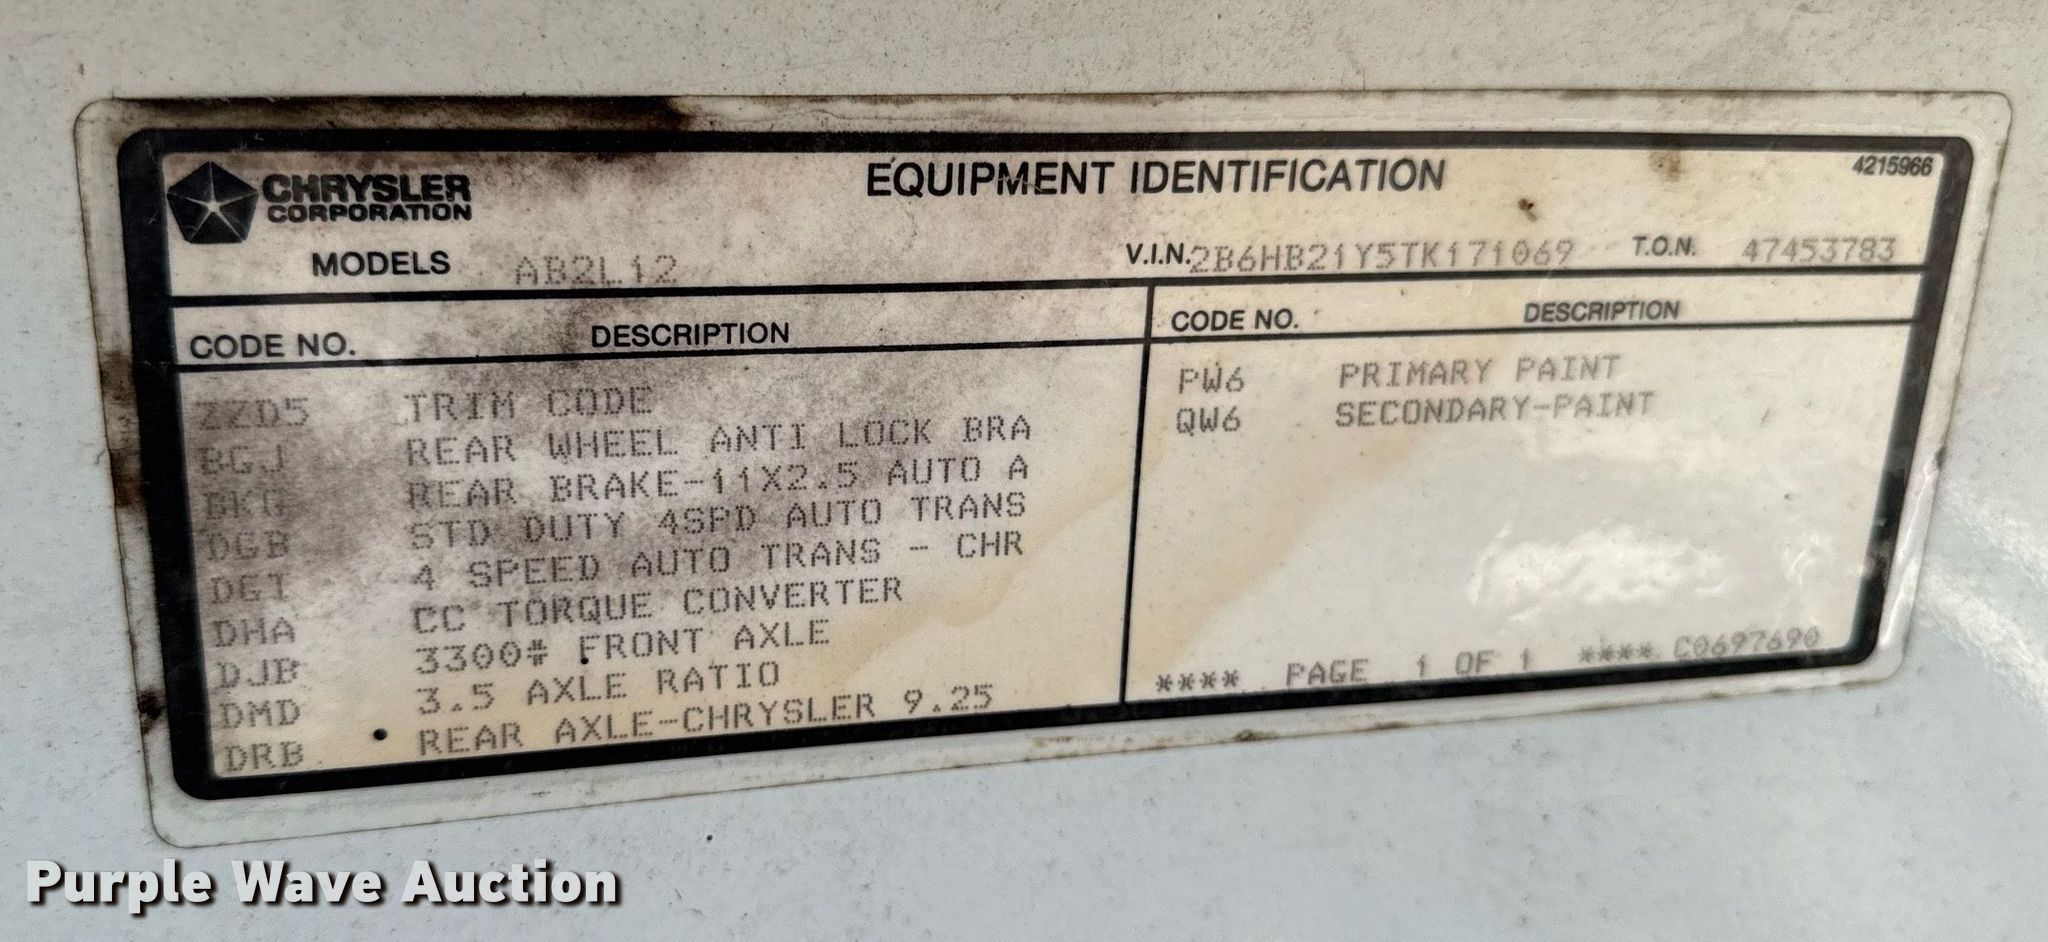 CHRYSLER
CORPORATION
EQUIPMENT IDENTIFICATION
4215966
MODELS AB2L12
V.I.N. 2B6HB21Y5TK171069 T.O.N. 47453783
CODE NO. DESCRIPTION
ZZD5 TRIM CODE
BGJ REAR WHEEL ANTI LOCK BRA
BKG REAR BRAKE-11X2.5 AUTO A
DGB STD DUTY 4SPD AUTO TRANS
DGT 4 SPEED AUTO TRANS - CHR
DHA CC TORQUE CONVERTER
DJB 3300# FRONT AXLE
DMD 3.5 AXLE RATIO
DRB REAR AXLE-CHRYSLER 9.25
CODE NO. DESCRIPTION
PW6 PRIMARY PAINT
QW6 SECONDARY-PAINT
**** PAGE 1 OF 1 **** C0697690
Purple Wave Auction